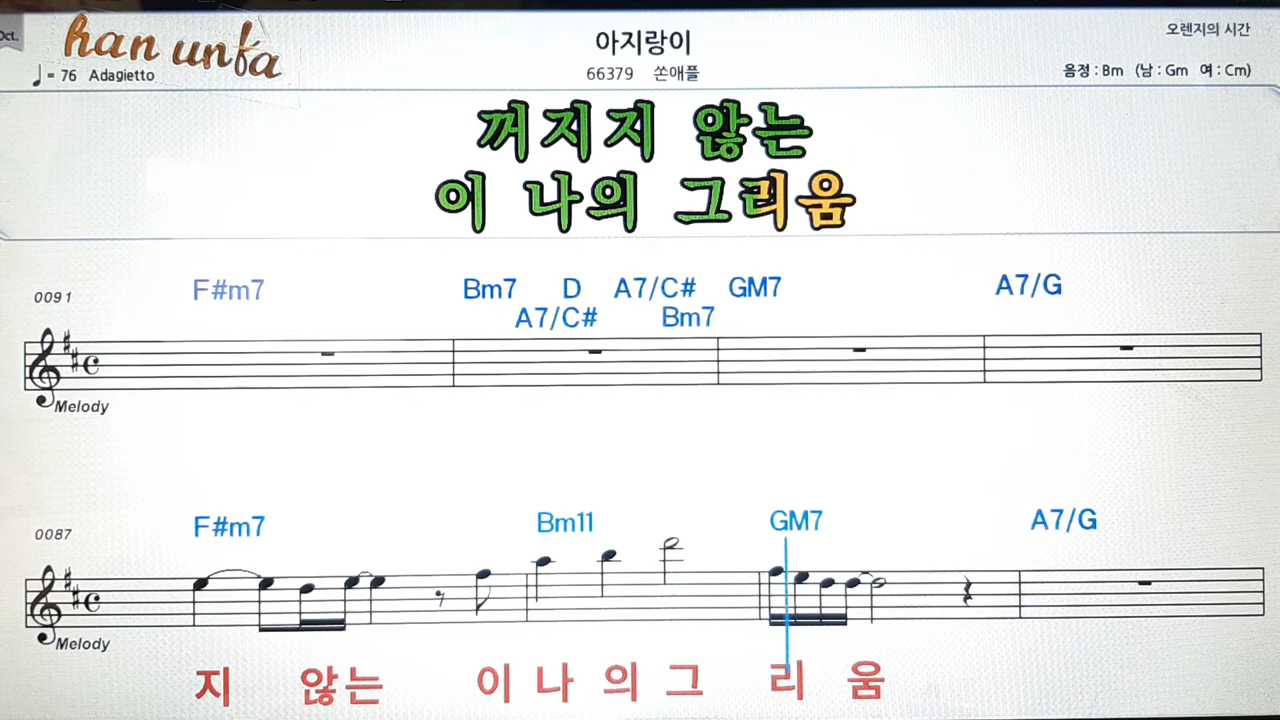 Oct.
han unfa
아지랑이
오렌지의 시간
♩= 76 Adagietto
66379 쏜애플
음정 : Bm (남 : Gm 여 : Cm)
꺼지지 않는
이 나의 그리움
0091
F#m7 Bm7 D A7/C# GM7 A7/G
A7/C# Bm7
Melody
0087
F#m7 Bm11 GM7 A7/G
Melody
지 않는 이 나 의 그 리 움